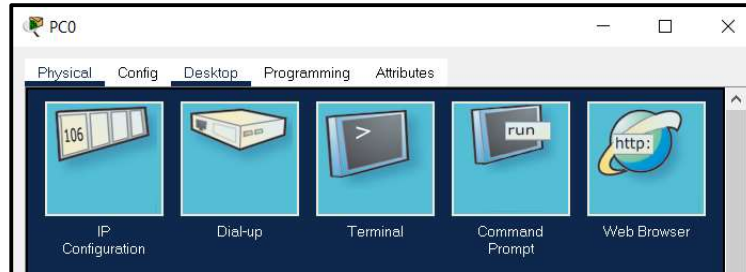 PC0
Physical Config Desktop Programming Attributes
106
>
run
http:
IP Configuration
Dial-up
Terminal
Command Prompt
Web Browser